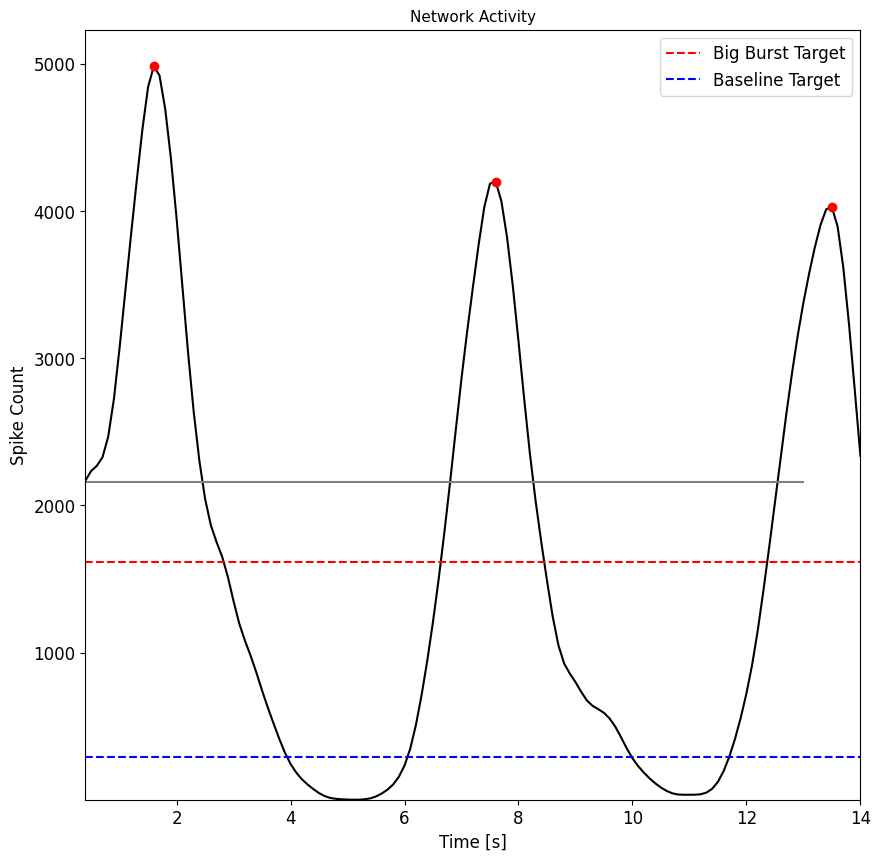 Network Activity
Big Burst Target
Baseline Target
Spike Count
5000
4000
3000
2000
1000
2 4 6 8 10 12 14
Time [s]